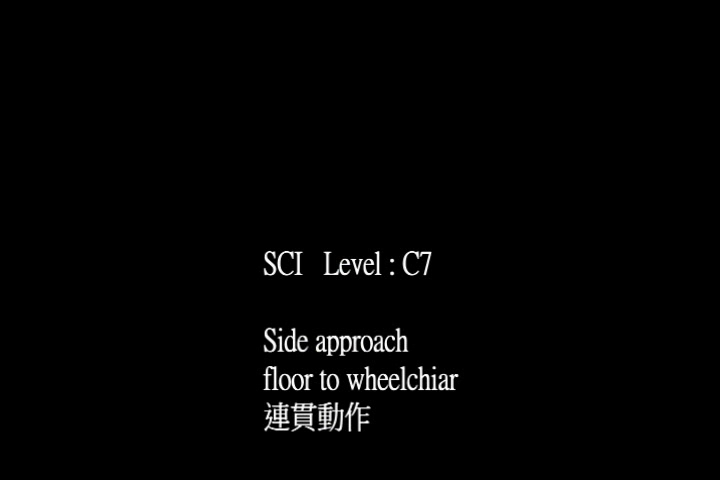 SCI Level : C7
Side approach
floor to wheelchiar
連貫動作